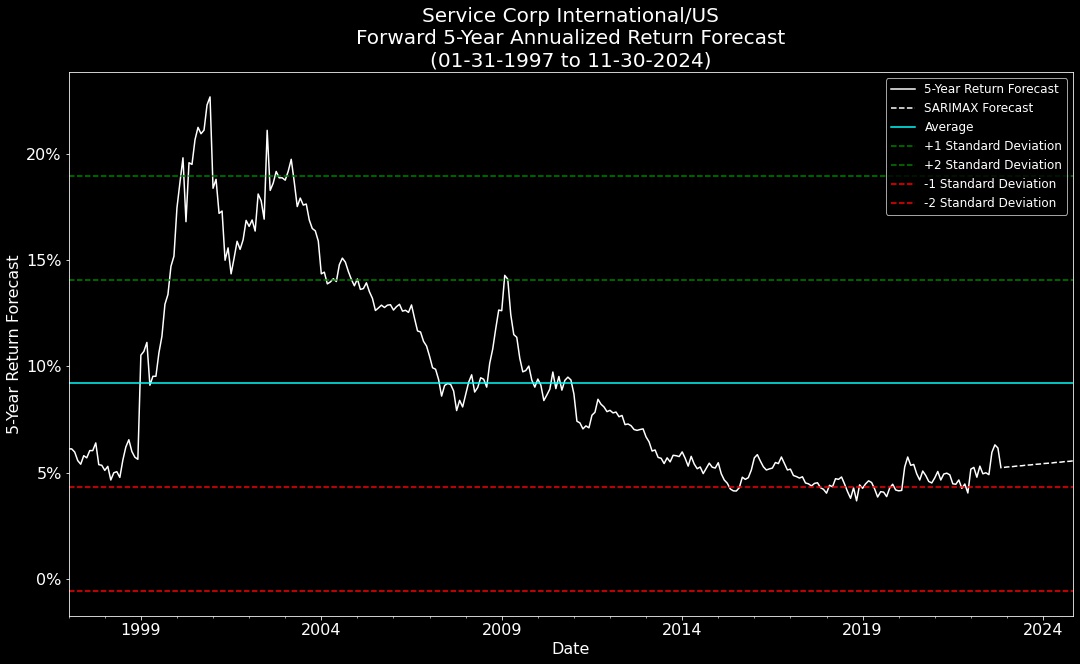 Service Corp International/US
Forward 5-Year Annualized Return Forecast
(01-31-1997 to 11-30-2024)
5-Year Return Forecast
SARIMAX Forecast
Average
+1 Standard Deviation
+2 Standard Deviation
-1 Standard Deviation
-2 Standard Deviation
5-Year Return Forecast
20%
15%
10%
5%
0%
1999 2004 2009 2014 2019 2024
Date